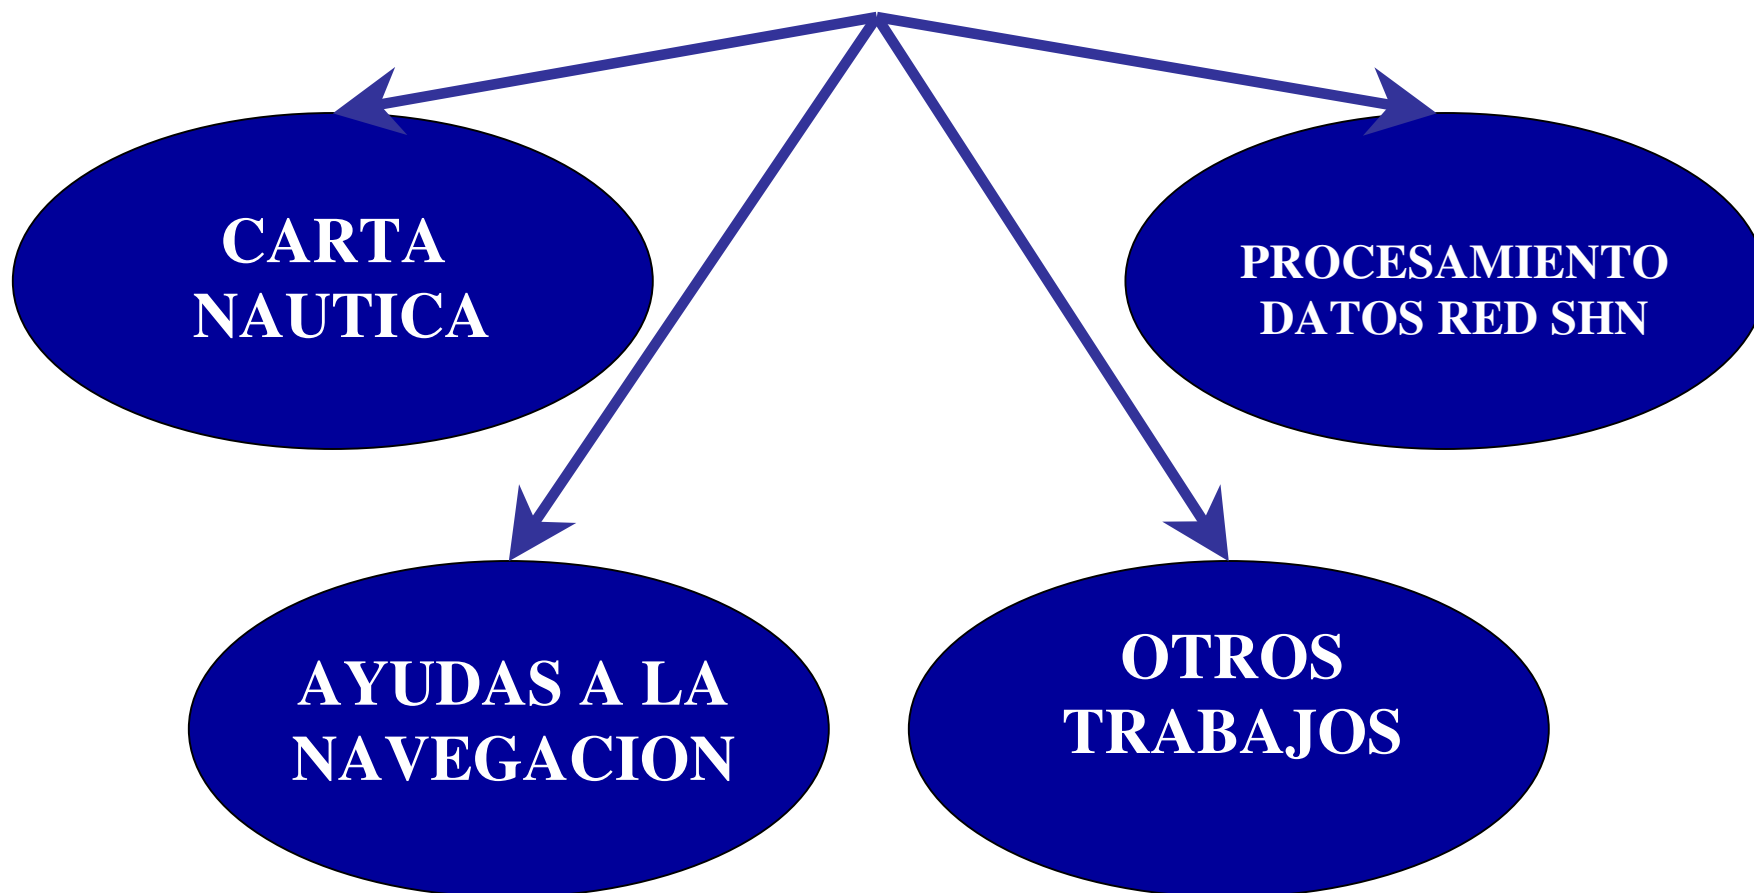 CARTA
NAUTICA
PROCESAMIENTO
DATOS RED SHN
AYUDAS A LA
NAVEGACION
OTROS
TRABAJOS